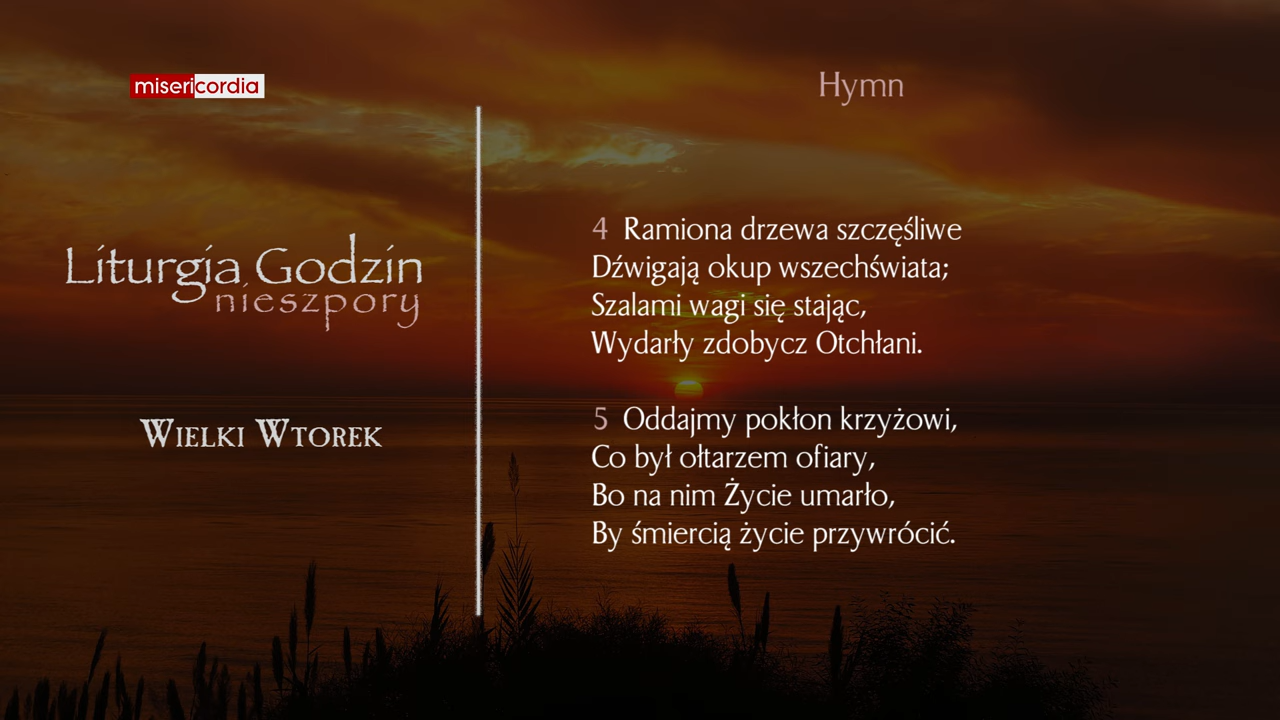 misericordia
Liturgia Godzin
nieszpory
Wielki Wtorek
Hymn
4 Ramiona drzewa szczęśliwe
Dźwigają okup wszechświata;
Szalami wagi się stając,
Wydarły zdobycz Otchłani.
5 Oddajmy pokłon krzyżowi,
Co był ołtarzem ofiary,
Bo na nim Życie umarło,
By śmiercią życie przywrócić.